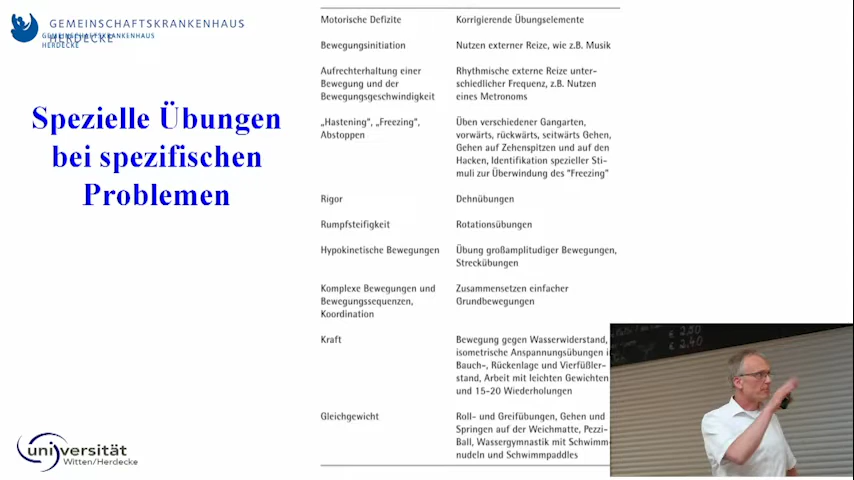 GEMEINSCHAFTSKRANKENHAUS
HERDECKE
GEMEINSCHAFTSKRANKENHAUS
HERDECKE
Spezielle Übungen
bei spezifischen
Problemen
Motorische Defizite
Korrigierende Übungselemente
Bewegungsinitiation
Nutzen externer Reize, wie z.B. Musik
Aufrechterhaltung einer
Bewegung und der
Bewegungsgeschwindigkeit
Rhythmische externe Reize unter-
schiedlicher Frequenz, z.B. Nutzen
eines Metronoms
„Hastening", „Freezing",
Abstoppen
Üben verschiedener Gangarten,
vorwärts, rückwärts, seitwärts Gehen,
Gehen auf Zehenspitzen und auf den
Hacken, Identifikation spezieller Sti-
muli zur Überwindung des "Freezing"
Rigor
Dehnübungen
Rumpfsteifigkeit
Rotationsübungen
Hypokinetische Bewegungen
Übung großamplitudiger Bewegungen,
Streckübungen
Komplexe Bewegungen und
Bewegungssequenzen,
Koordination
Zusammensetzen einfacher
Grundbewegungen
Kraft
Bewegung gegen Wasserwiderstand,
isometrische Anspannungsübungen i
Bauch-, Rückenlage und Vierfüßler-
stand, Arbeit mit leichten Gewichten
und 15-20 Wiederholungen
Gleichgewicht
Roll- und Greifübungen, Gehen und
Springen auf der Weichmatte, Pezzi-
Ball, Wassergymnastik mit Schwimm
nudeln und Schwimmpaddles
universität
Witten/Herdecke
€ 2,50
€ 2,40